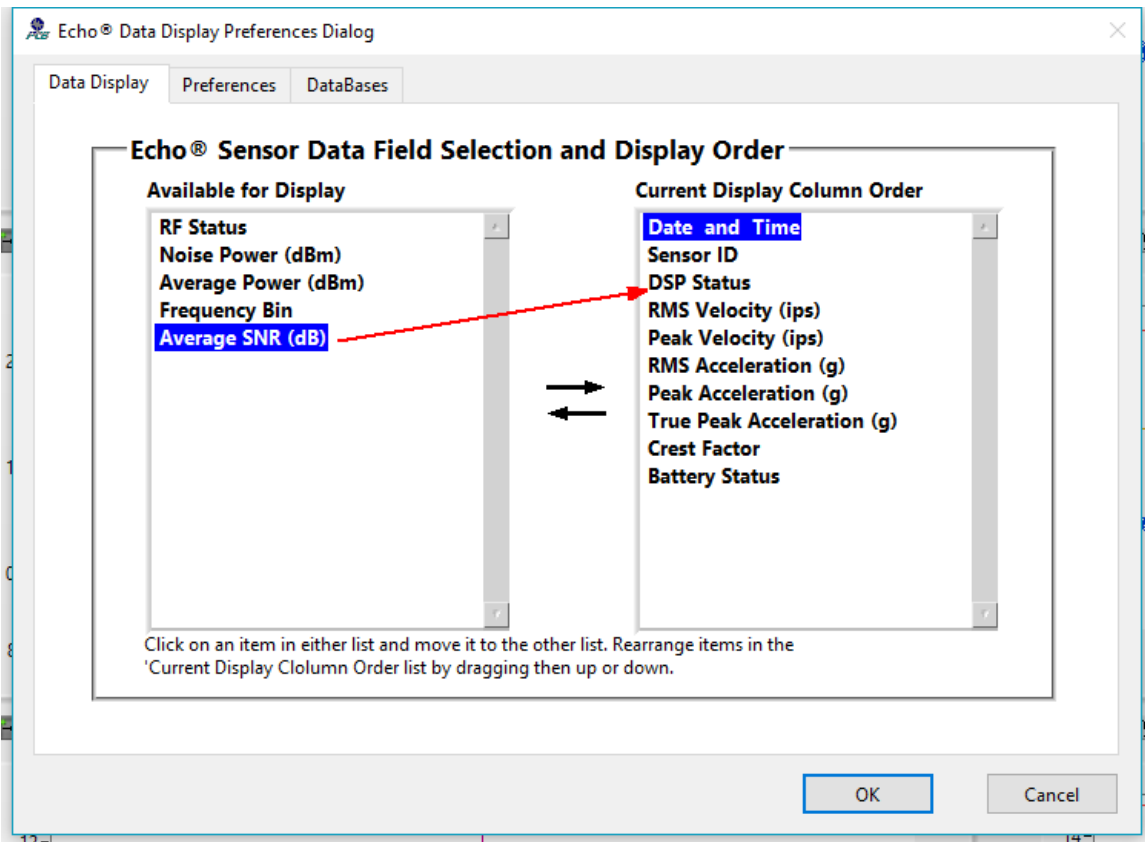 Echo® Data Display Preferences Dialog
Data Display Preferences DataBases
Echo® Sensor Data Field Selection and Display Order
Available for Display
RF Status
Noise Power (dBm)
Average Power (dBm)
Frequency Bin
Average SNR (dB)
Current Display Column Order
Date and Time
Sensor ID
DSP Status
RMS Velocity (ips)
Peak Velocity (ips)
RMS Acceleration (g)
Peak Acceleration (g)
True Peak Acceleration (g)
Crest Factor
Battery Status
Click on an item in either list and move it to the other list. Rearrange items in the
'Current Display Clolumn Order list by dragging then up or down.
OK Cancel